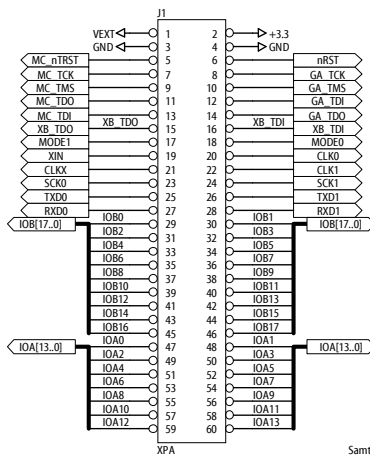 J1
VEXT 1 2 +3.3
GND 3 4 GND
MC_nTRST 5 6 nRST
MC_TCK 7 8 GA_TCK
MC_TMS 9 10 GA_TMS
MC_TDO 11 12 GA_TDI
MC_TDI 13 14 GA_TDO
XB_TDO XB_TDO 15 16 XB_TDI XB_TDI
MODE1 17 18 MODE0
XIN 19 20 CLK0
CLKX 21 22 CLK1
SCK0 23 24 SCK1
TXD0 25 26 TXD1
RXD0 27 28 RXD1
IOB[17..0] IOB0 29 30 IOB1 IOB[17..0]
IOB2 31 32 IOB3
IOB4 33 34 IOB5
IOB6 35 36 IOB7
IOB8 37 38 IOB9
IOB10 39 40 IOB11
IOB12 41 42 IOB13
IOB14 43 44 IOB15
IOB16 45 46 IOB17
IOA[13..0] IOA0 47 48 IOA1 IOA[13..0]
IOA2 49 50 IOA3
IOA4 51 52 IOA5
IOA6 53 54 IOA7
IOA8 55 56 IOA9
IOA10 57 58 IOA11
IOA12 59 60 IOA13
XPA Samt